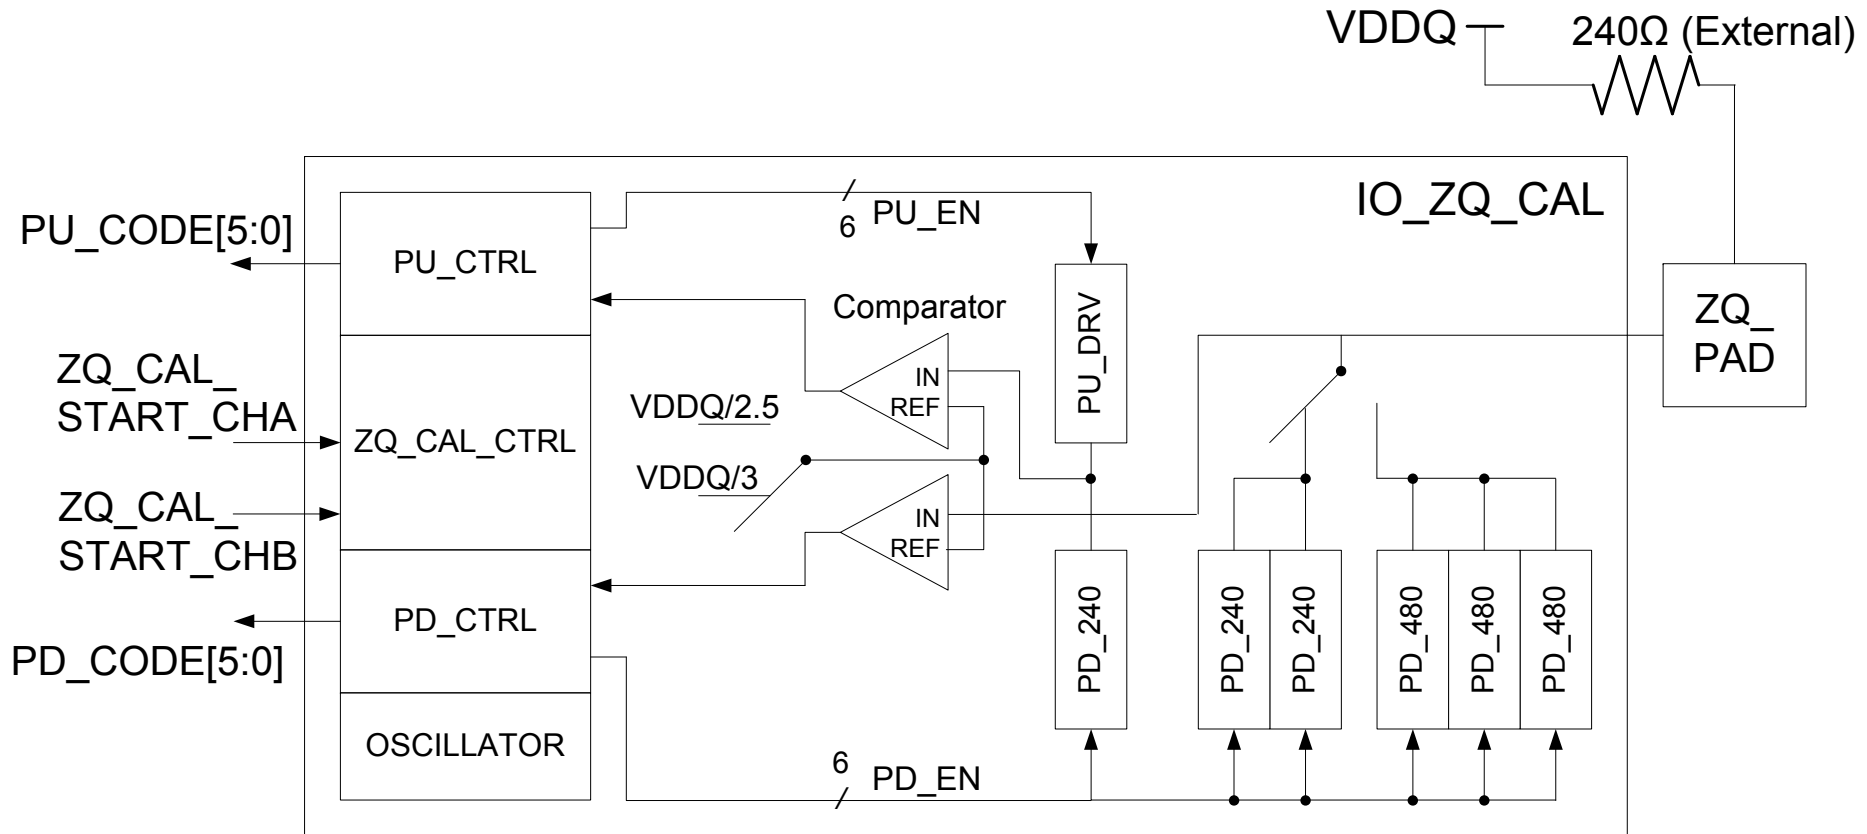 VDDQ
240Ω (External)
IO_ZQ_CAL
PU_CODE[5:0]
PU_CTRL
6
PU_EN
Comparator
PU_DRV
ZQ_
PAD
ZQ_CAL_
START_CHA
ZQ_CAL_CTRL
VDDQ/2.5
IN
REF
VDDQ/3
ZQ_CAL_
START_CHB
IN
REF
PD_CTRL
PD_CODE[5:0]
PD_240
PD_240
PD_240
PD_480
PD_480
PD_480
OSCILLATOR
6
PD_EN